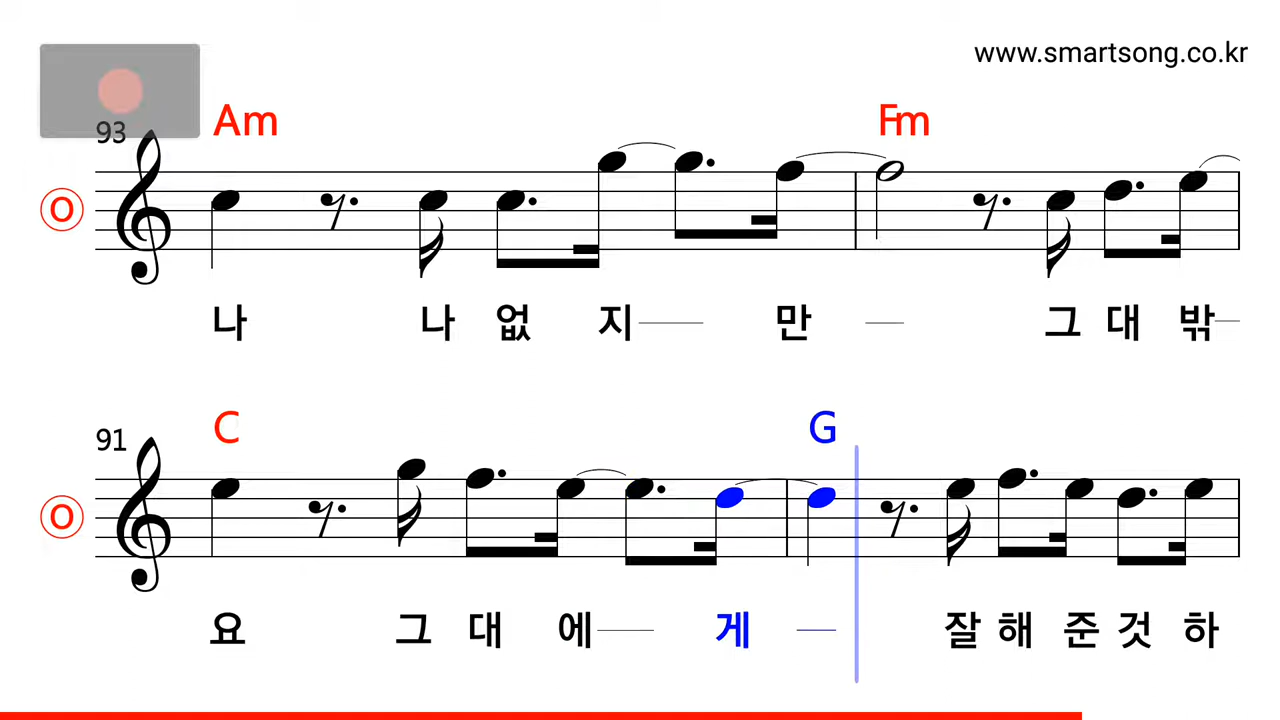 www.smartsong.co.kr
93 Am Fm
O
나 나 없 지 만 그 대 밖
91 C G
O
요 그 대 에 게 잘 해 준 것 하